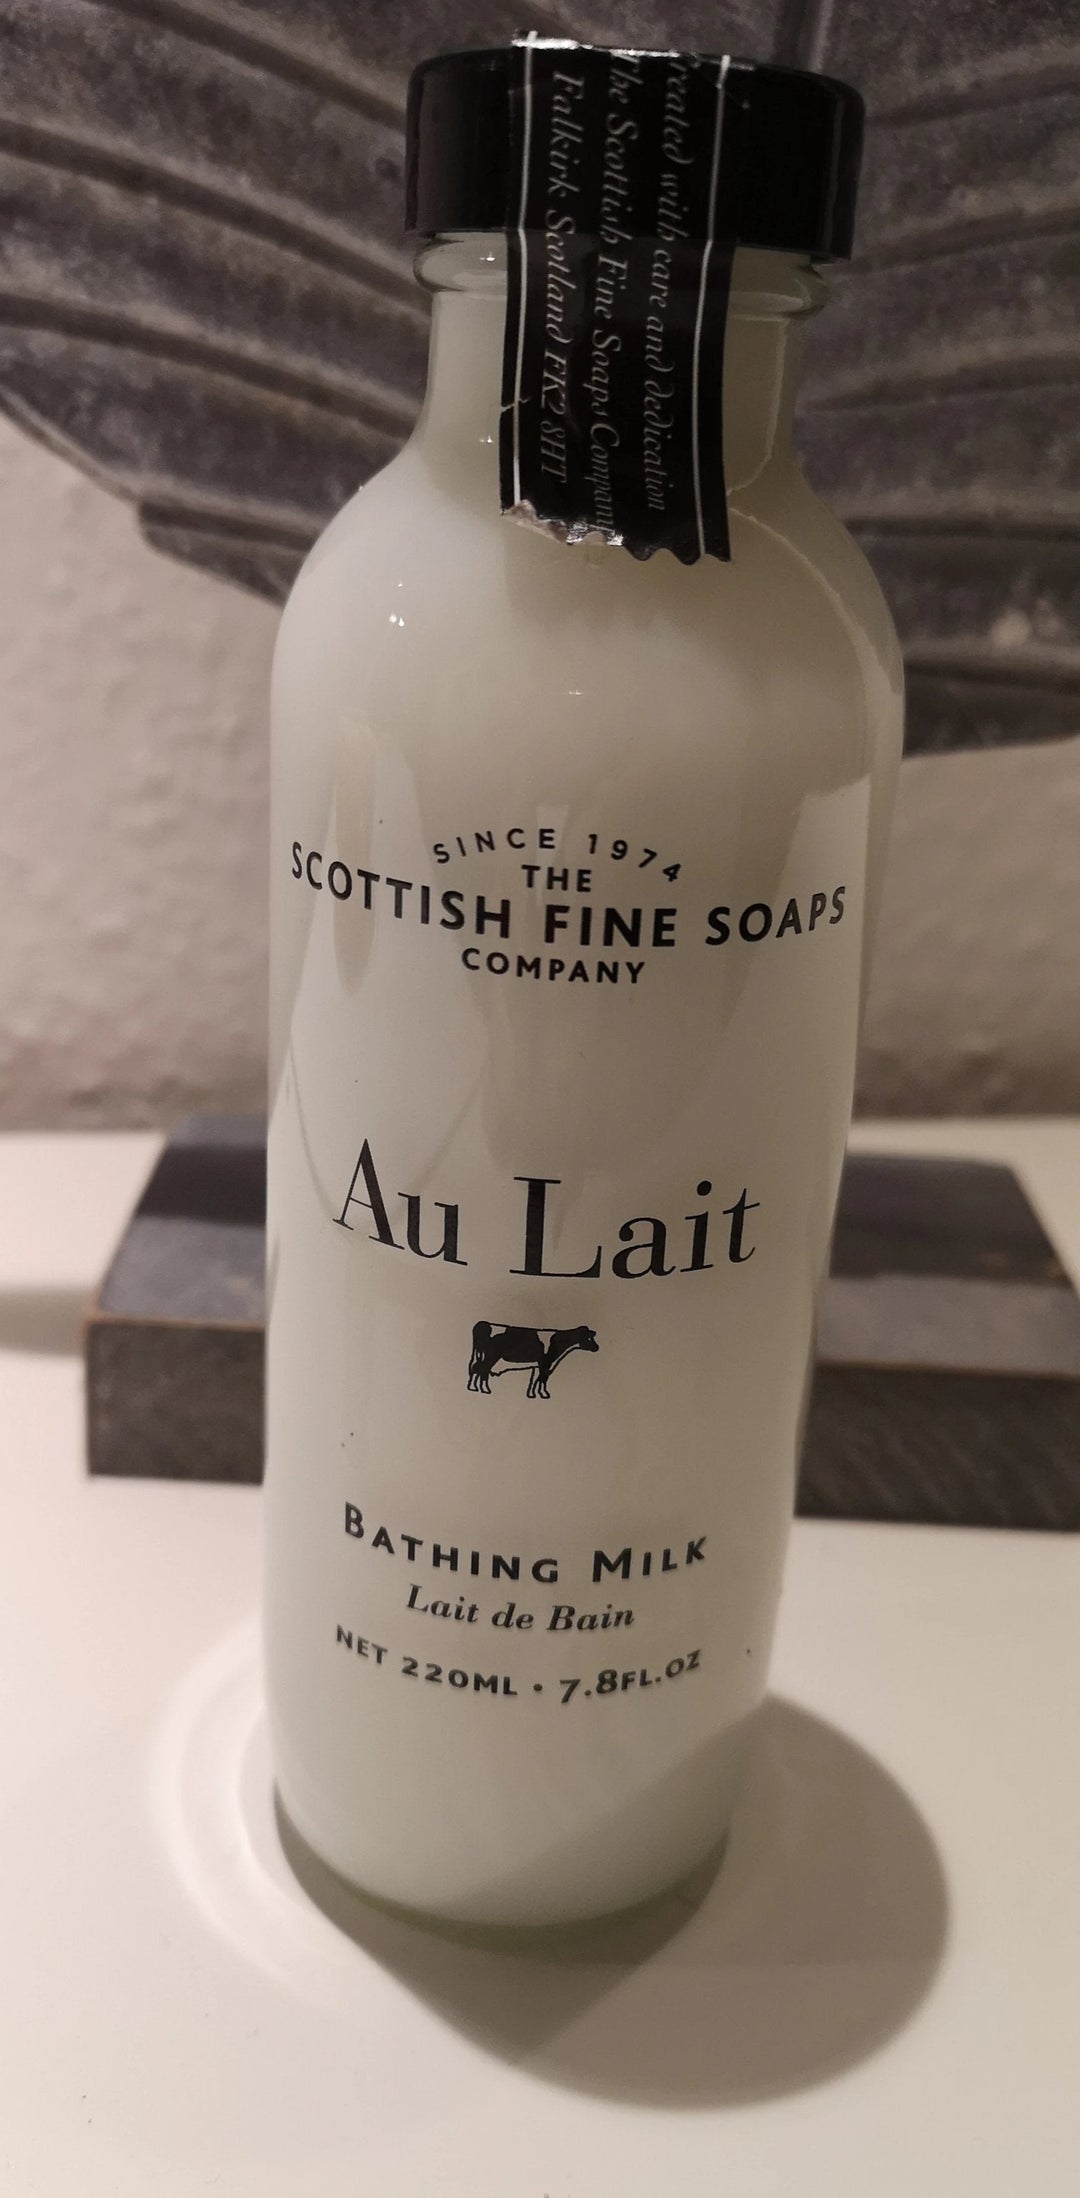 Created with care and dedication
The Scottish Fine Soaps Company
Falkirk Scotland FK2 8HT
SINCE 1974
THE
SCOTTISH FINE SOAPS
COMPANY
Au Lait
BATHING MILK
Lait de Bain
NET 220ML • 7.8FL.OZ